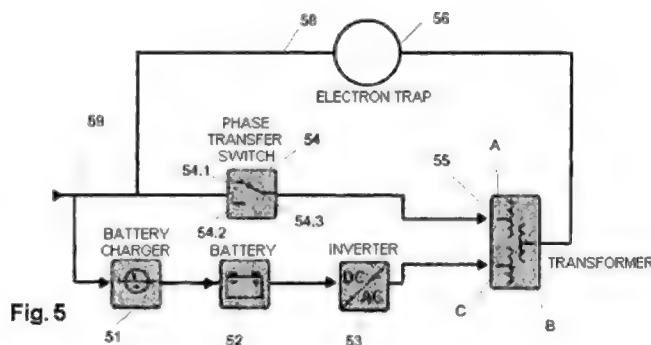 58
56
ELECTRON TRAP
59
PHASE
TRANSFER
SWITCH
54
A
54.1
55
54.2
54.3
BATTERY
CHARGER
BATTERY
INVERTER
DC
AC
TRANSFORMER
Fig. 5
51
52
53
C
B